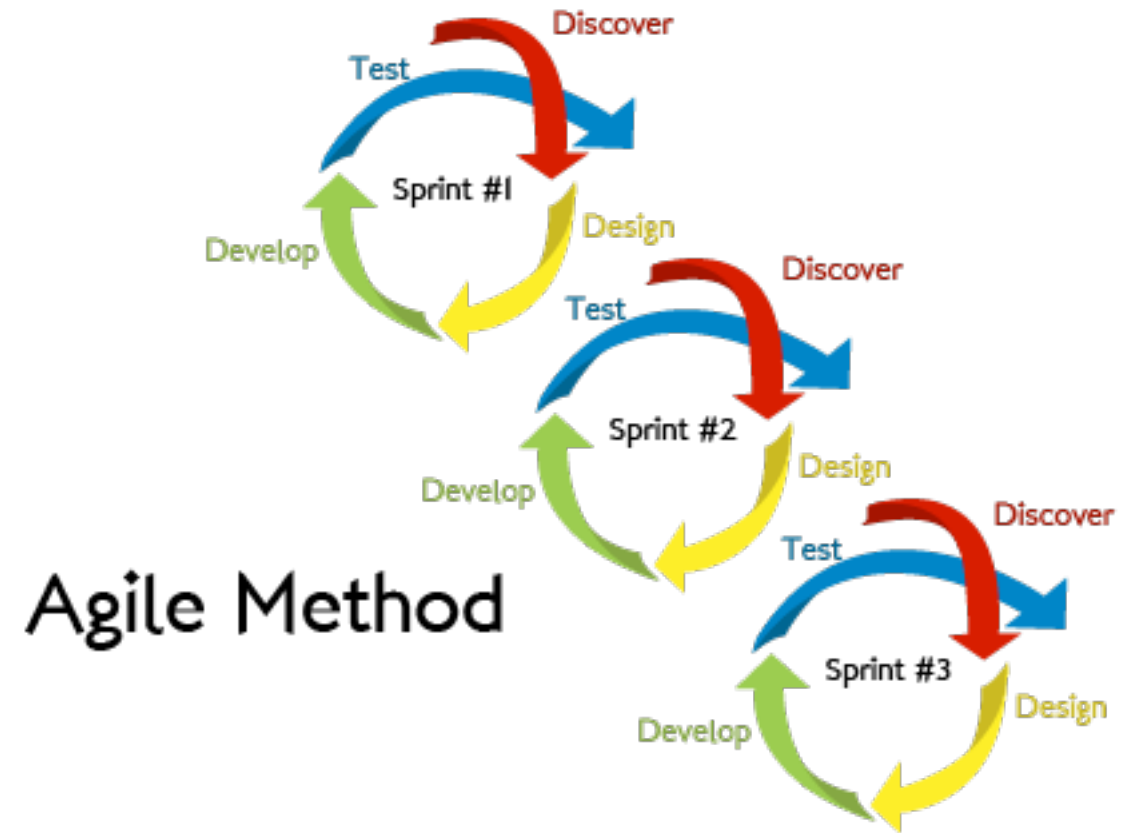 Discover
Test
Sprint #1
Design
Develop
Discover
Test
Sprint #2
Design
Develop
Discover
Test
Sprint #3
Design
Develop
Agile Method